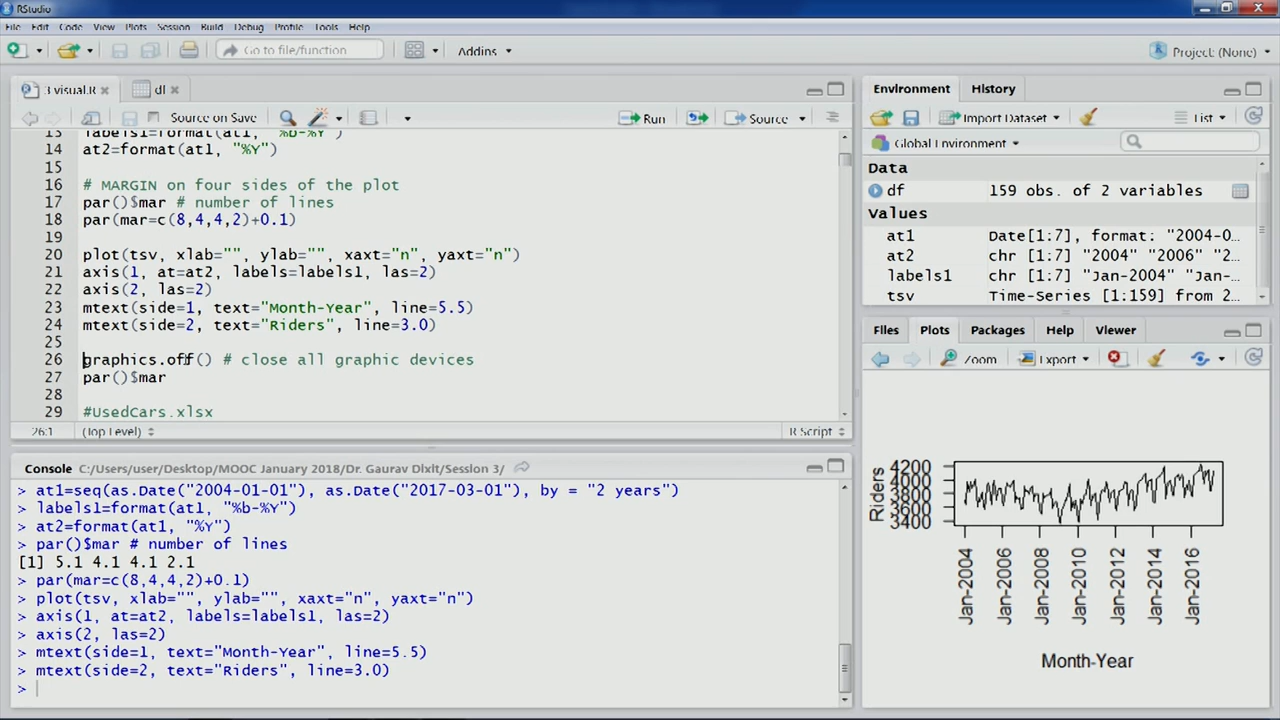 RStudio
File Edit Code View Plots Session Build Debug Profile Tools Help
Go to file/function Addins Project: (None)
3 visual.R df
Source on Save Run Source
13 labels1=format(at1, "%b-%Y")
14 at2=format(at1, "%Y")
15
16 # MARGIN on four sides of the plot
17 par()$mar # number of lines
18 par(mar=c(8,4,4,2)+0.1)
19
20 plot(tsv, xlab="", ylab="", xaxt="n", yaxt="n")
21 axis(1, at=at2, labels=labels1, las=2)
22 axis(2, las=2)
23 mtext(side=1, text="Month-Year", line=5.5)
24 mtext(side=2, text="Riders", line=3.0)
25
26 graphics.off() # close all graphic devices
27 par()$mar
28
29 #UsedCars.xlsx
26:1 (Top Level) R Script
Console C:/Users/user/Desktop/MOOC January 2018/Dr. Gaurav Dixit/Session 3/
> at1=seq(as.Date("2004-01-01"), as.Date("2017-03-01"), by = "2 years")
> labels1=format(at1, "%b-%Y")
> at2=format(at1, "%Y")
> par()$mar # number of lines
[1] 5.1 4.1 4.1 2.1
> par(mar=c(8,4,4,2)+0.1)
> plot(tsv, xlab="", ylab="", xaxt="n", yaxt="n")
> axis(1, at=at2, labels=labels1, las=2)
> axis(2, las=2)
> mtext(side=1, text="Month-Year", line=5.5)
> mtext(side=2, text="Riders", line=3.0)
>
Environment History
Import Dataset List
Global Environment
Data
df 159 obs. of 2 variables
Values
at1 Date[1:7], format: "2004-0...
at2 chr [1:7] "2004" "2006" "2...
labels1 chr [1:7] "Jan-2004" "Jan-...
tsv Time-Series [1:159] from 2...
Files Plots Packages Help Viewer
Zoom Export
Riders
4200
4000
3800
3600
3400
Jan-2004
Jan-2006
Jan-2008
Jan-2010
Jan-2012
Jan-2014
Jan-2016
Month-Year